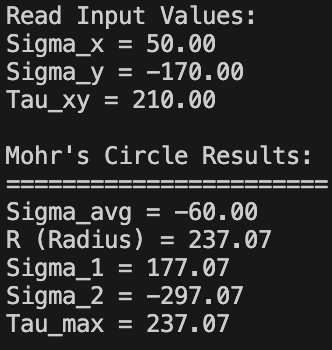 Read Input Values:
Sigma_x = 50.00
Sigma_y = -170.00
Tau_xy = 210.00
Mohr's Circle Results:
=======================
Sigma_avg = -60.00
R (Radius) = 237.07
Sigma_1 = 177.07
Sigma_2 = -297.07
Tau_max = 237.07